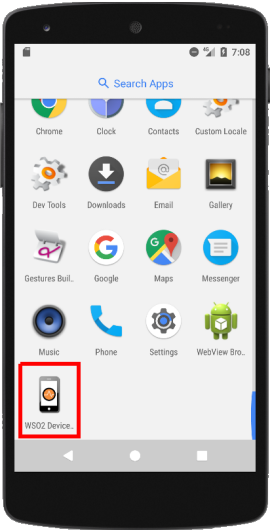 4G 7:08
Search Apps
Chrome Clock Contacts Custom Locale
Dev Tools Downloads Email Gallery
Gestures Buil.. Google Maps Messenger
Music Phone Settings WebView Bro..
WSO2 Device..